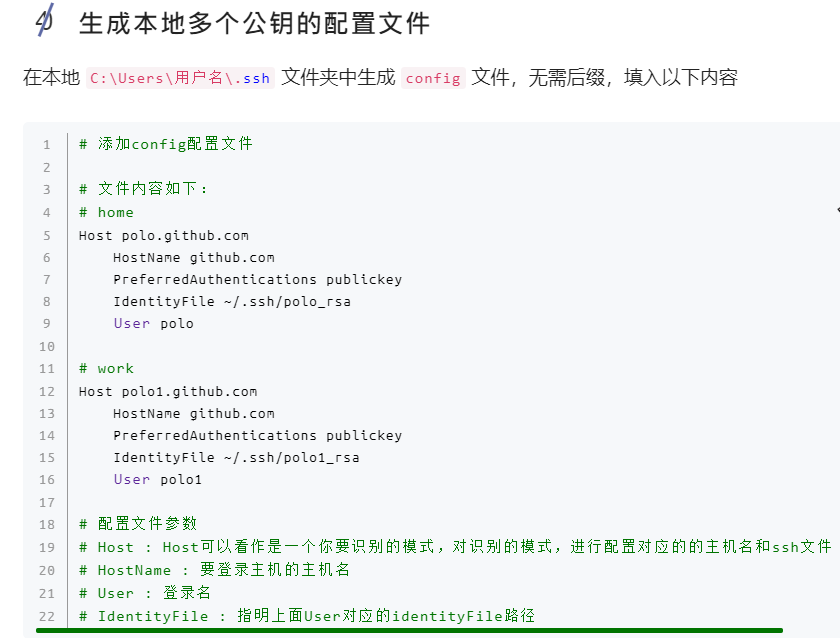 4 生成本地多个公钥的配置文件
在本地 C:\Users\用户名\.ssh 文件夹中生成 config 文件，无需后缀，填入以下内容
1 # 添加config配置文件
2
3 # 文件内容如下：
4 # home
5 Host polo.github.com
6     HostName github.com
7     PreferredAuthentications publickey
8     IdentityFile ~/.ssh/polo_rsa
9     User polo
10
11 # work
12 Host polo1.github.com
13     HostName github.com
14     PreferredAuthentications publickey
15     IdentityFile ~/.ssh/polo1_rsa
16     User polo1
17
18 # 配置文件参数
19 # Host : Host可以看作是一个你要识别的模式，对识别的模式，进行配置对应的的主机名和ssh文件
20 # HostName : 要登录主机的主机名
21 # User : 登录名
22 # IdentityFile : 指明上面User对应的identityFile路径